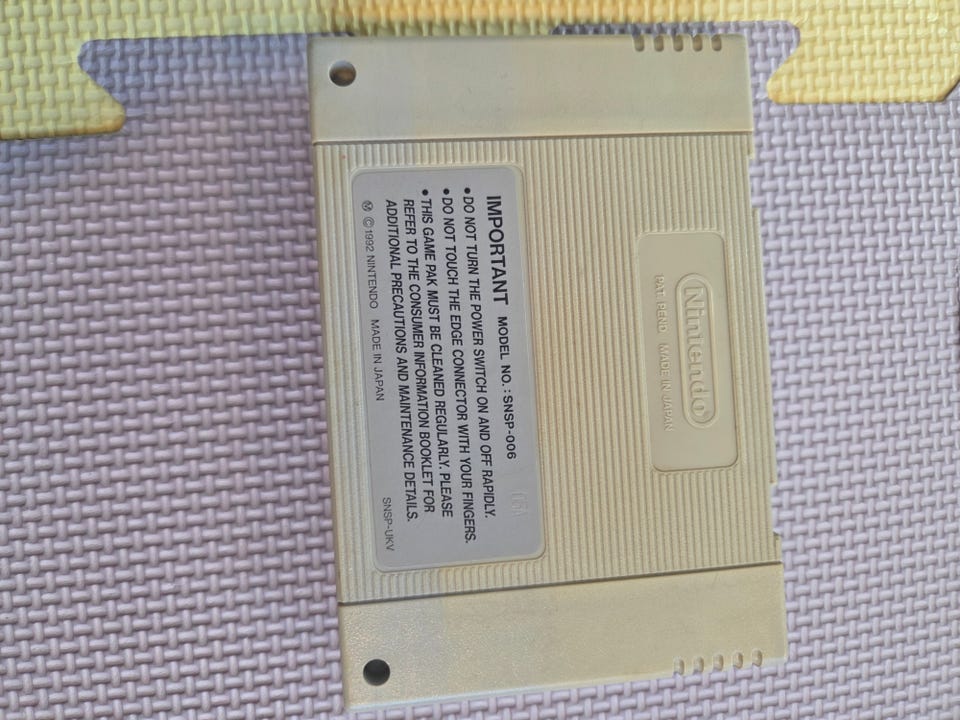 IMPORTANT MODEL NO.: SNSP-006
• DO NOT TURN THE POWER SWITCH ON AND OFF RAPIDLY.
• DO NOT TOUCH THE EDGE CONNECTOR WITH YOUR FINGERS.
• THIS GAME PAK MUST BE CLEANED REGULARLY. PLEASE
REFER TO THE CONSUMER INFORMATION BOOKLET FOR
ADDITIONAL PRECAUTIONS AND MAINTENANCE DETAILS.
Ⓜ ©1992 NINTENDO MADE IN JAPAN SNSP-UKV
Nintendo®
PAT. PEND. MADE IN JAPAN